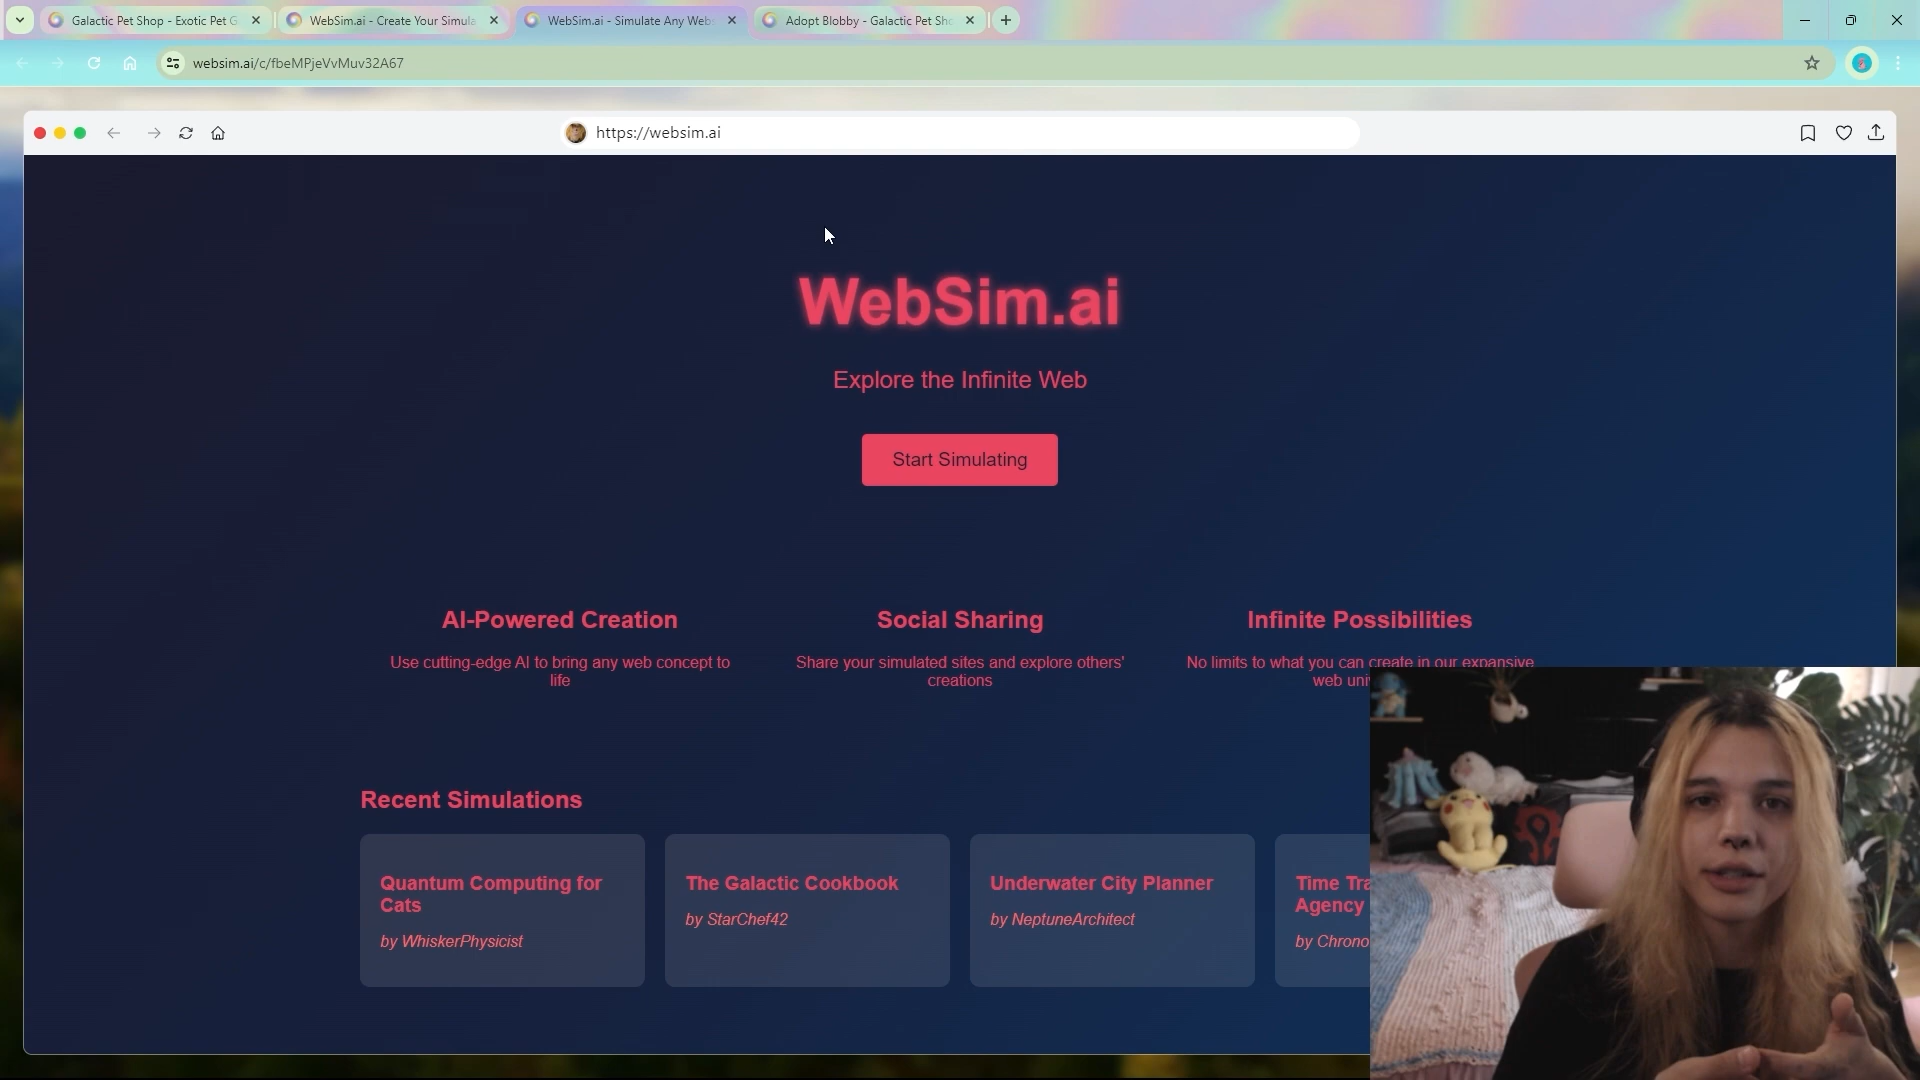 Galactic Pet Shop - Exotic Pet G
WebSim.ai - Create Your Simula
WebSim.ai - Simulate Any Web
Adopt Blobby - Galactic Pet Sho
websim.ai/c/fbeMPjeVvMuv32A67
https://websim.ai
WebSim.ai
Explore the Infinite Web
Start Simulating
AI-Powered Creation
Use cutting-edge AI to bring any web concept to
life
Social Sharing
Share your simulated sites and explore others'
creations
Infinite Possibilities
No limits to what you can create in our expansive
web uni
Recent Simulations
Quantum Computing for
Cats
by WhiskerPhysicist
The Galactic Cookbook
by StarChef42
Underwater City Planner
by NeptuneArchitect
Time Tra
Agency
by Chrono